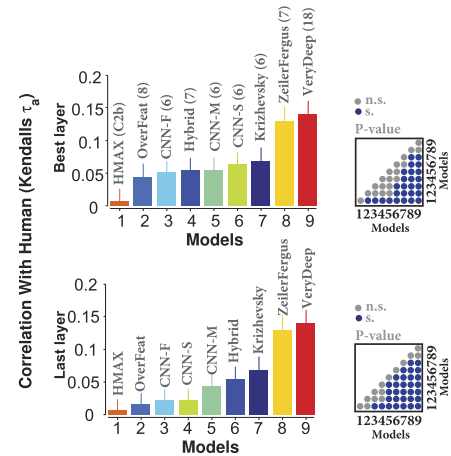 Correlation With Human (Kendalls τa)
Best layer
0.2
0.15
0.1
0.05
0
HMAX (C2b)
OverFeat (8)
CNN-F (6)
Hybrid (7)
CNN-M (6)
CNN-S (6)
Krizhevsky (6)
ZeilerFergus (7)
VeryDeep (18)
1 2 3 4 5 6 7 8 9
Models
n.s.
s.
P-value
123456789
Models
123456789
Models
Last layer
0.2
0.15
0.1
0.05
0
HMAX
OverFeat
CNN-F
CNN-S
CNN-M
Hybrid
Krizhevsky
ZeilerFergus
VeryDeep
1 2 3 4 5 6 7 8 9
Models
n.s.
s.
P-value
123456789
Models
123456789
Models